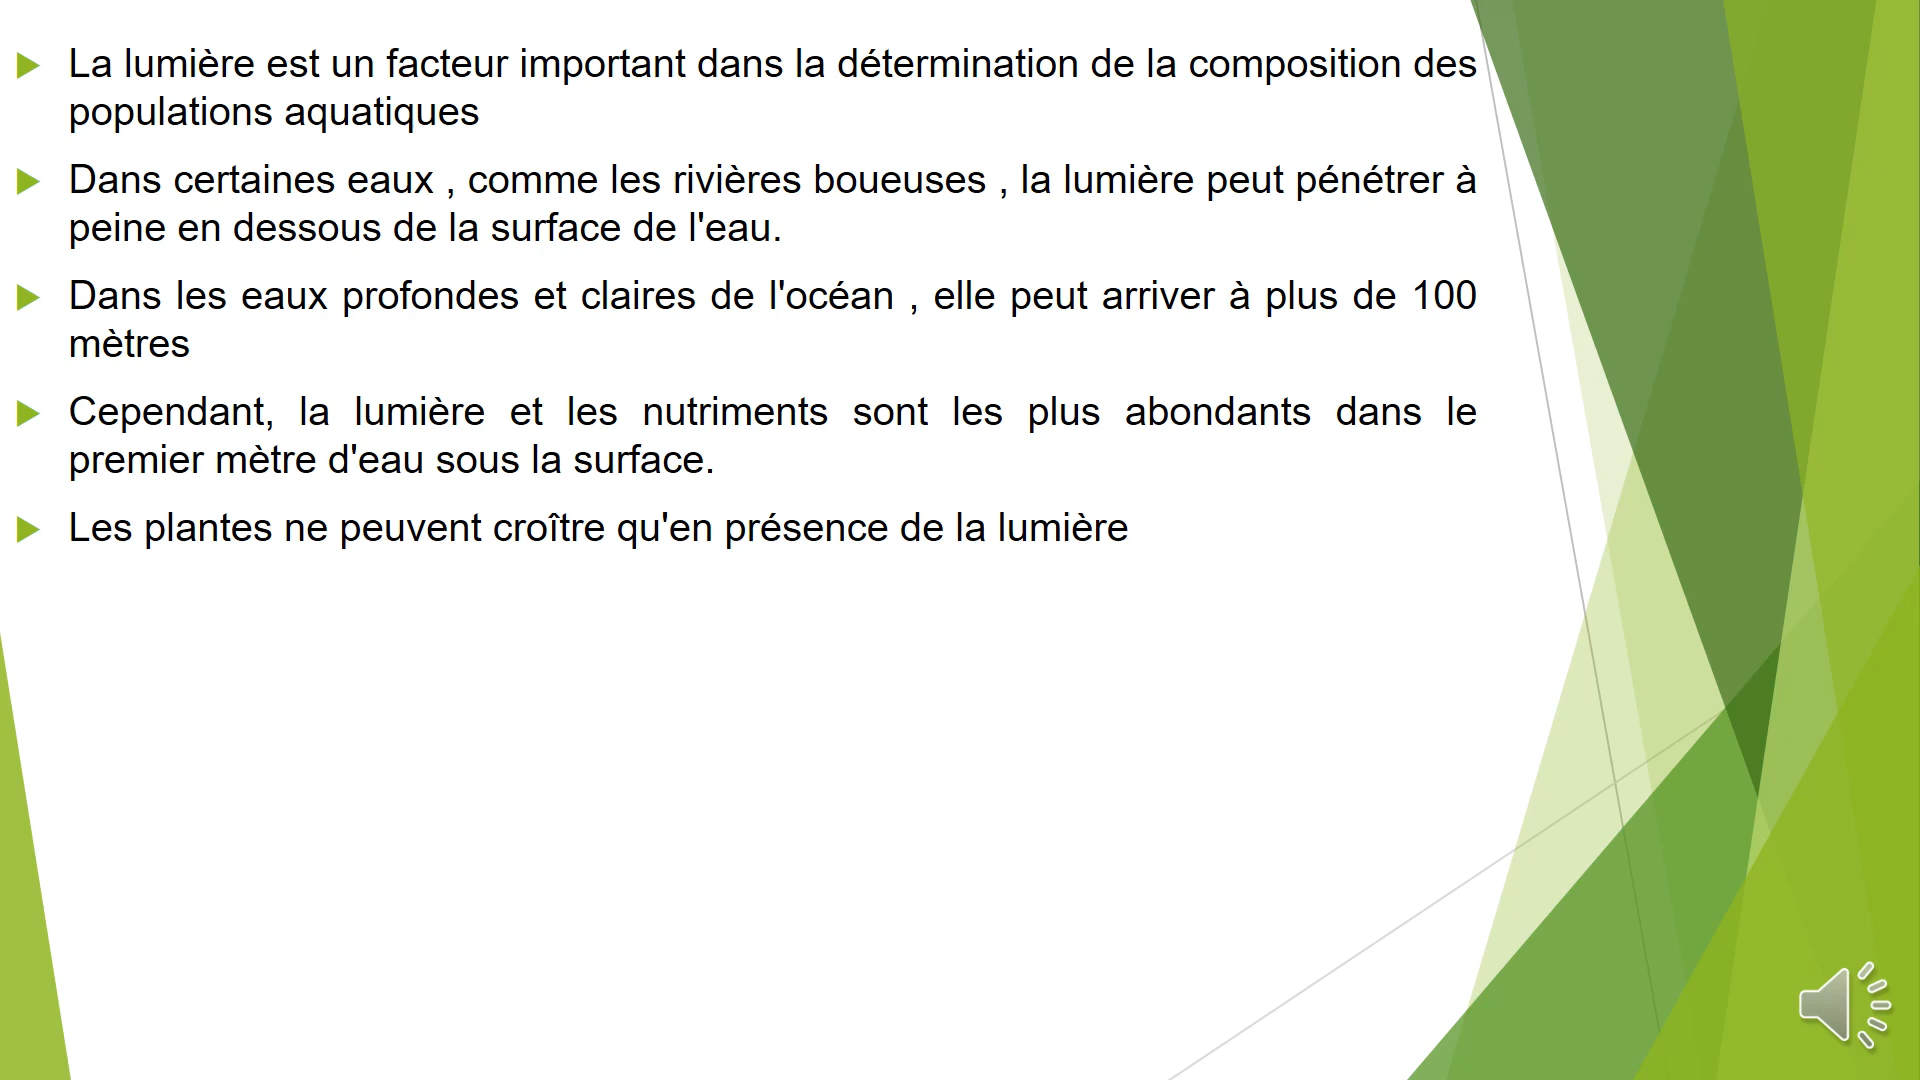 La lumière est un facteur important dans la détermination de la composition des
populations aquatiques
Dans certaines eaux , comme les rivières boueuses , la lumière peut pénétrer à
peine en dessous de la surface de l'eau.
Dans les eaux profondes et claires de l'océan , elle peut arriver à plus de 100
mètres
Cependant, la lumière et les nutriments sont les plus abondants dans le
premier mètre d'eau sous la surface.
Les plantes ne peuvent croître qu'en présence de la lumière